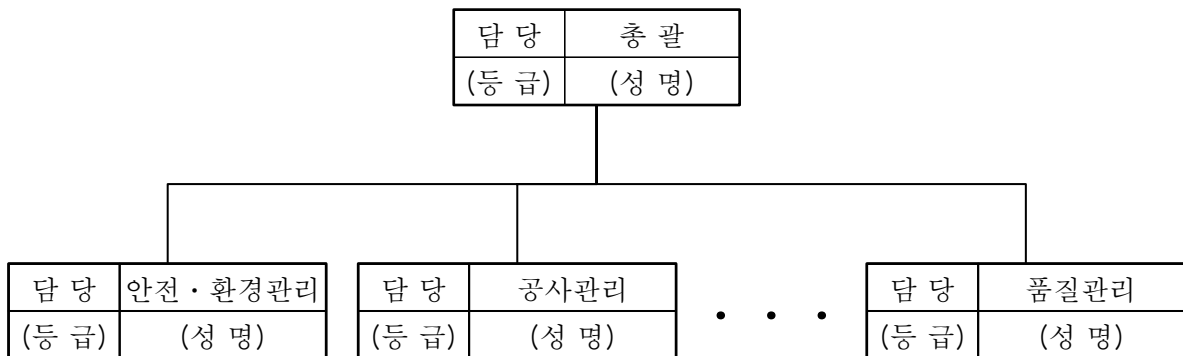 담 당 총 괄
(등 급) (성 명)
담 당 안전・환경관리 담 당 공사관리 담 당 품질관리
(등 급) (성 명) (등 급) (성 명) • • • (등 급) (성 명)